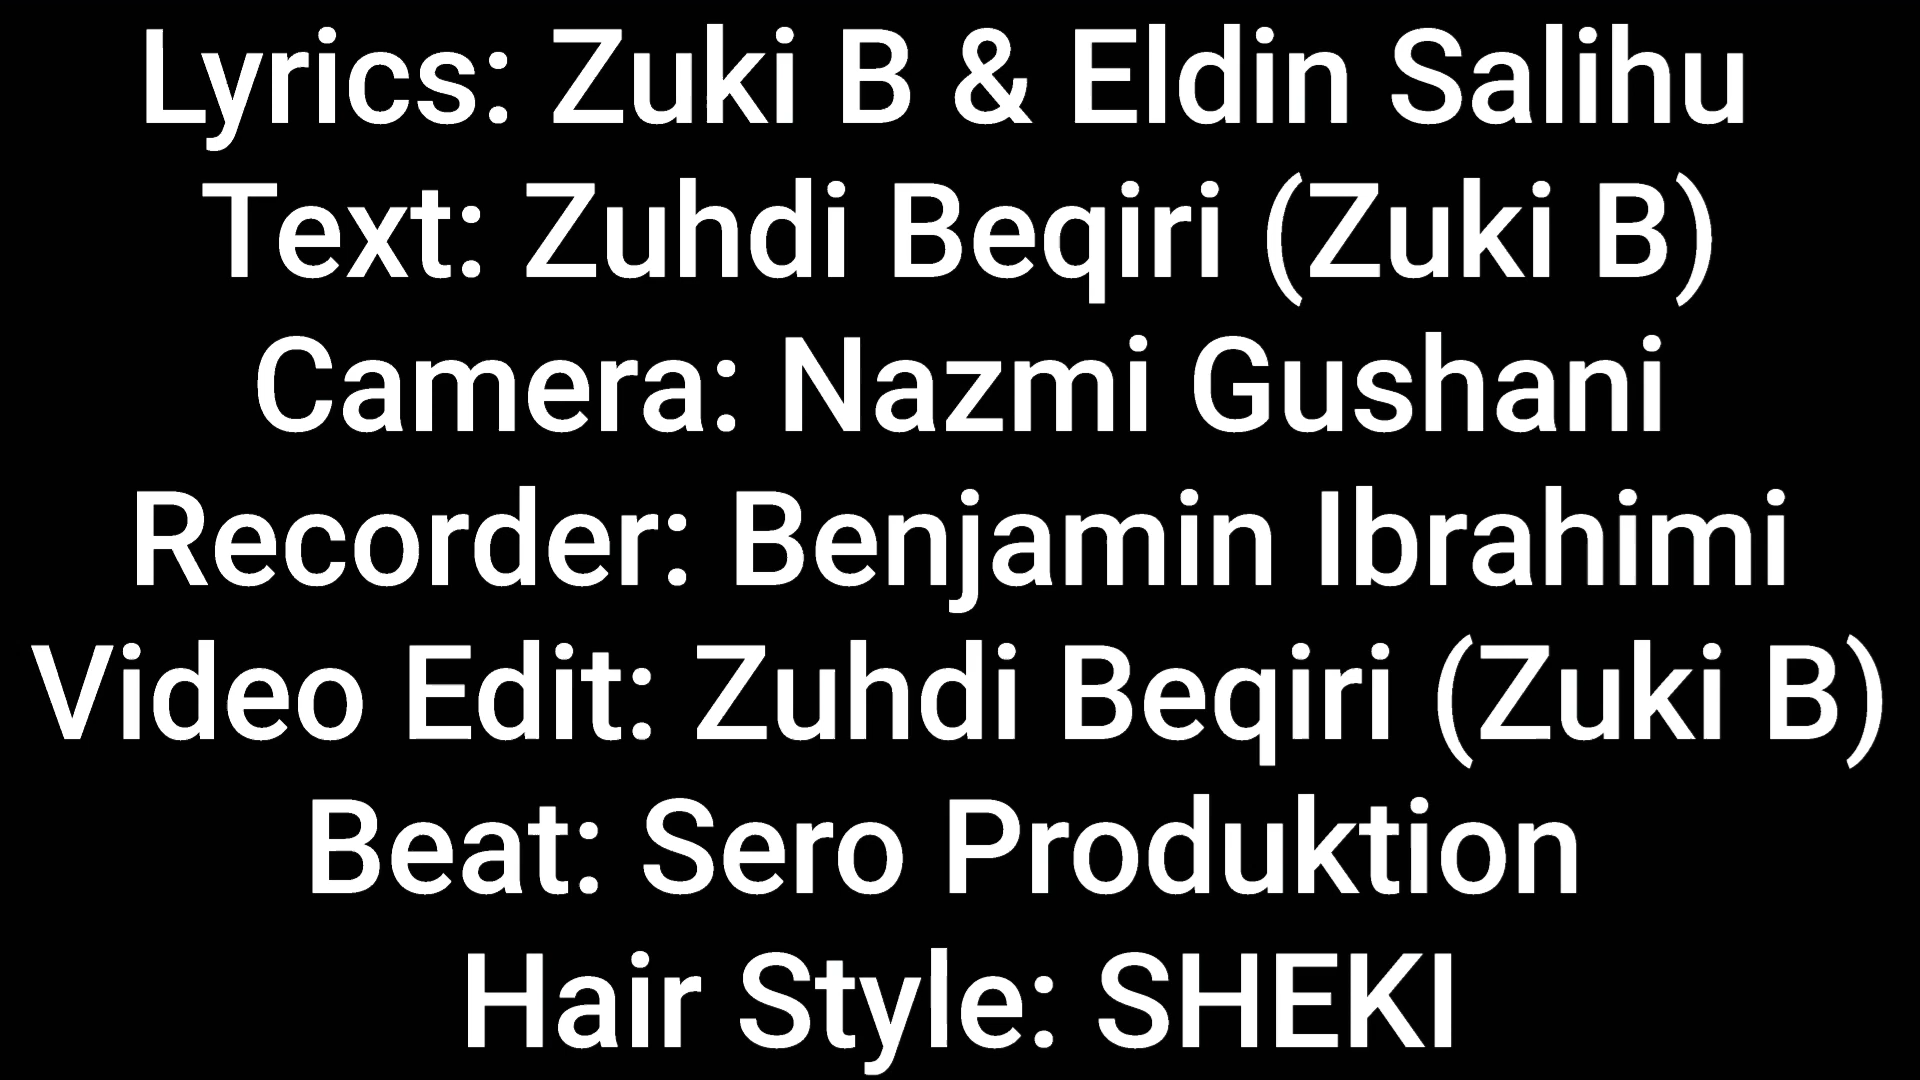 Lyrics: Zuki B & Eldin Salihu
Text: Zuhdi Beqiri (Zuki B)
Camera: Nazmi Gushani
Recorder: Benjamin Ibrahimi
Video Edit: Zuhdi Beqiri (Zuki B)
Beat: Sero Produktion
Hair Style: SHEKI